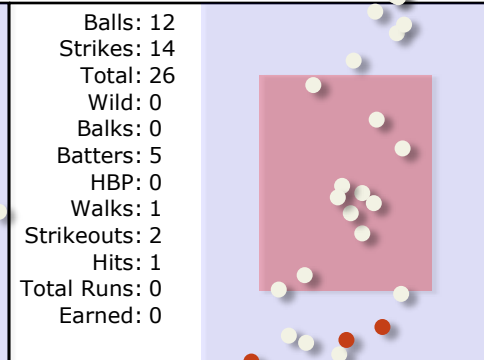 Balls: 12
Strikes: 14
Total: 26
Wild: 0
Balks: 0
Batters: 5
HBP: 0
Walks: 1
Strikeouts: 2
Hits: 1
Total Runs: 0
Earned: 0